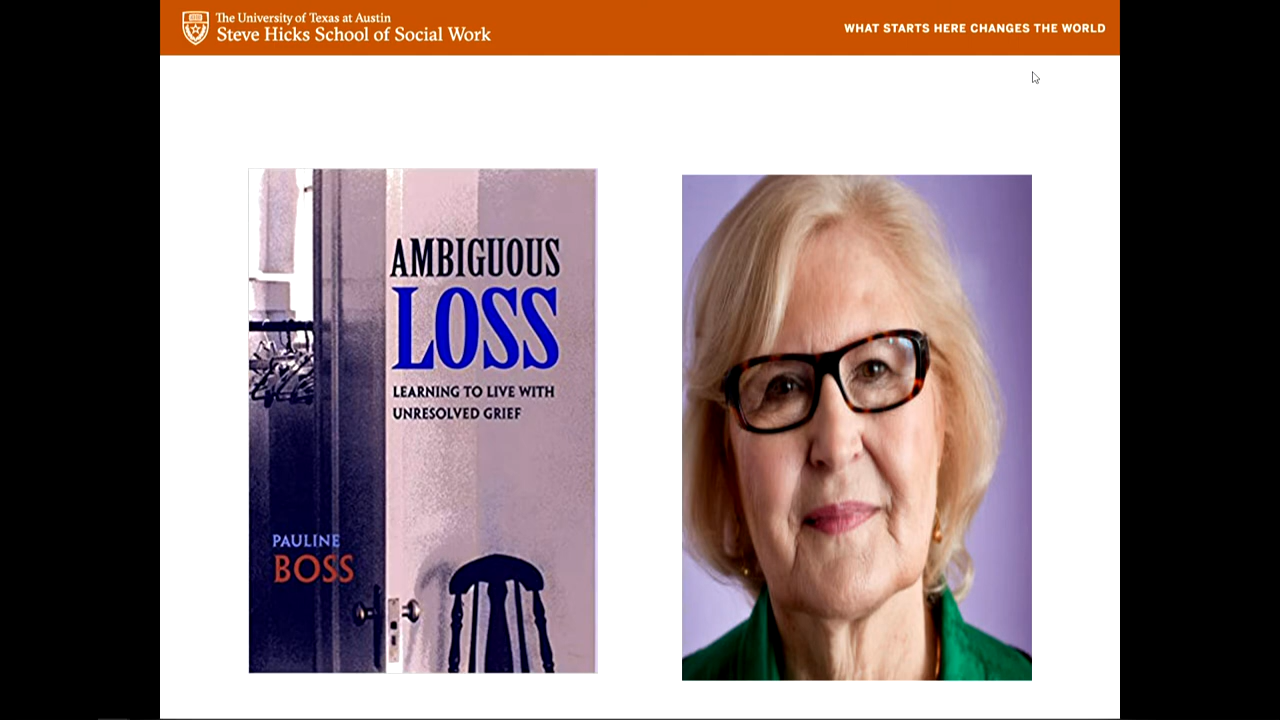 The University of Texas at Austin
Steve Hicks School of Social Work
WHAT STARTS HERE CHANGES THE WORLD
AMBIGUOUS
LOSS
LEARNING TO LIVE WITH
UNRESOLVED GRIEF
PAULINE
BOSS